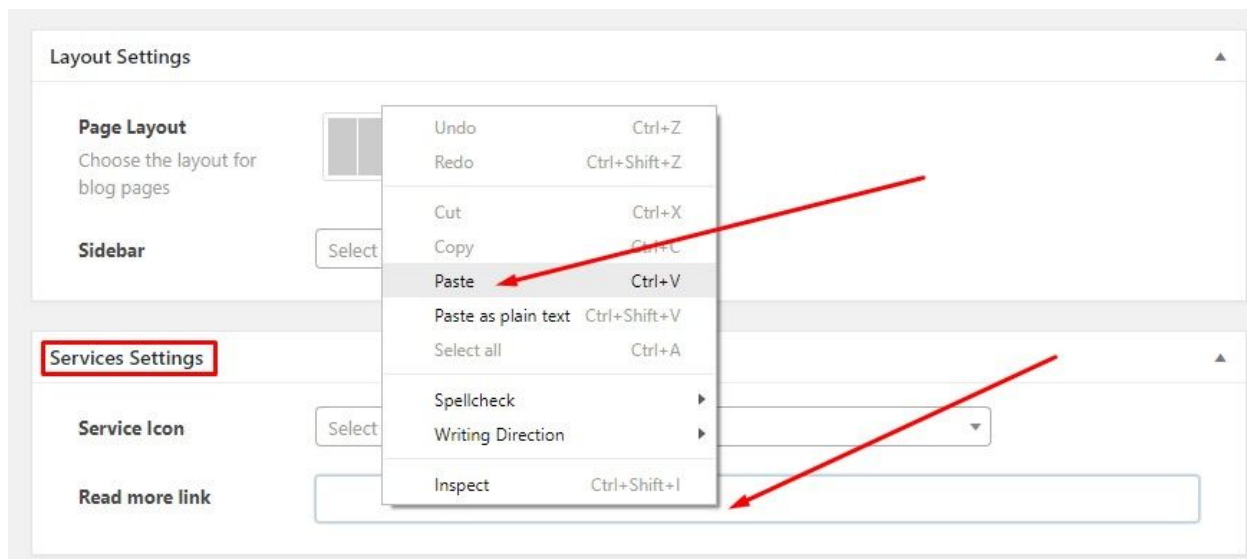 Layout Settings
Page Layout
Choose the layout for
blog pages
Sidebar
Select
Undo Ctrl+Z
Redo Ctrl+Shift+Z
Cut Ctrl+X
Copy Ctrl+C
Paste Ctrl+V
Paste as plain text Ctrl+Shift+V
Select all Ctrl+A
Spellcheck
Writing Direction
Inspect Ctrl+Shift+I
Services Settings
Service Icon
Select
Read more link